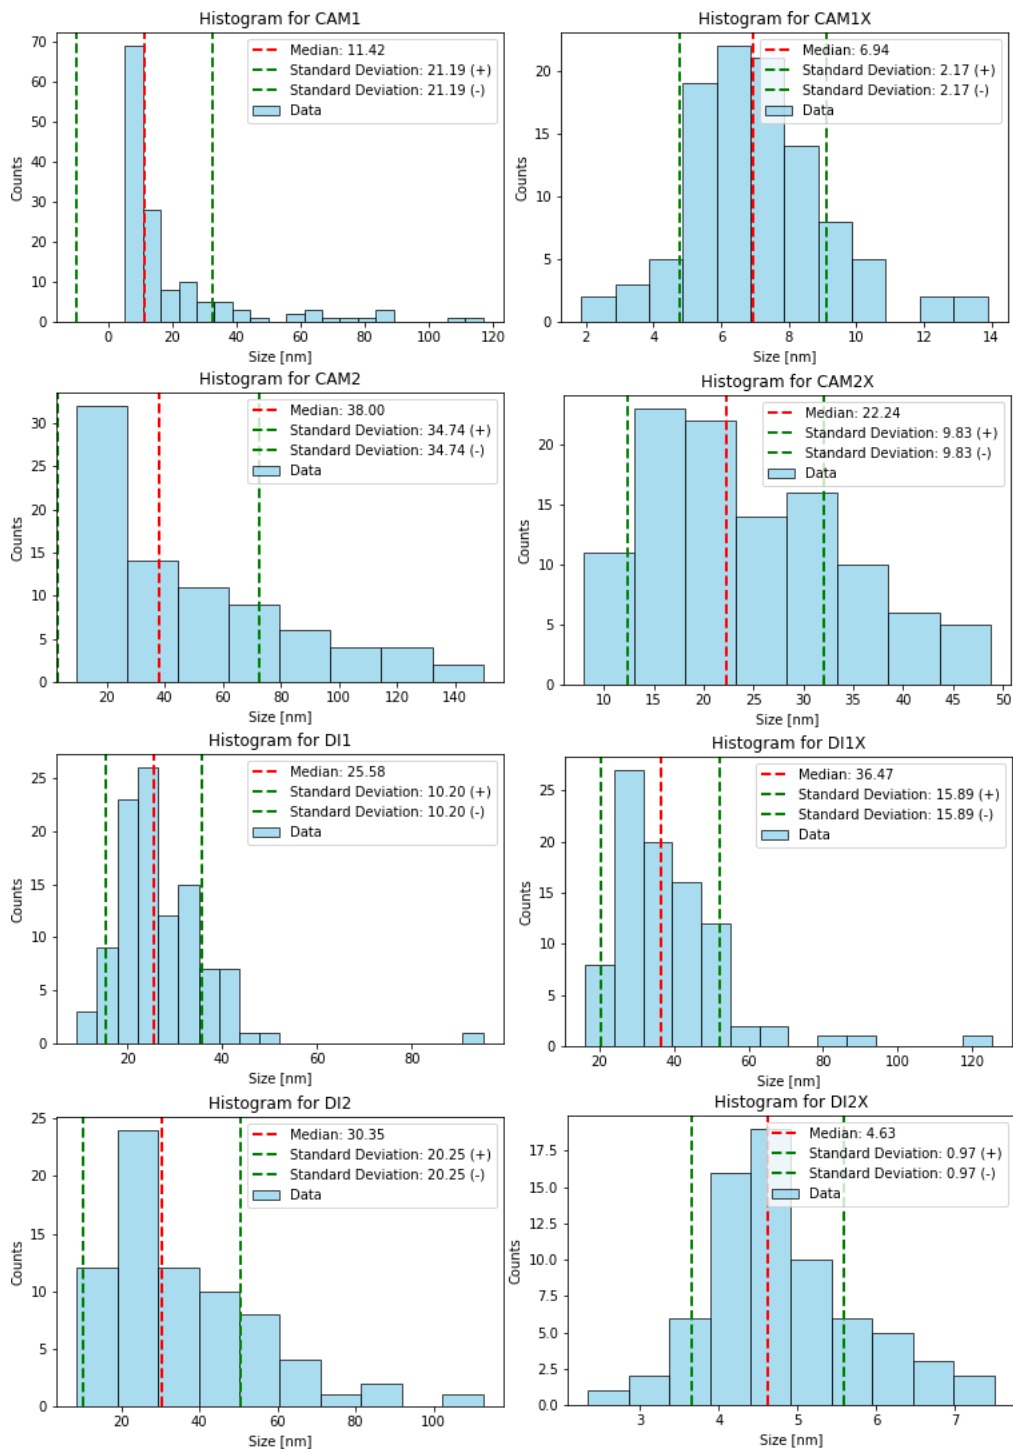 Histogram for CAM1
Median: 11.42
Standard Deviation: 21.19 (+)
Standard Deviation: 21.19 (-)
Data
Counts
0
10
20
30
40
50
60
70
0
20
40
60
80
100
120
Size [nm]
Histogram for CAM1X
Median: 6.94
Standard Deviation: 2.17 (+)
Standard Deviation: 2.17 (-)
Data
Counts
0
5
10
15
20
2
4
6
8
10
12
14
Size [nm]
Histogram for CAM2
Median: 38.00
Standard Deviation: 34.74 (+)
Standard Deviation: 34.74 (-)
Data
Counts
0
5
10
15
20
25
30
20
40
60
80
100
120
140
Size [nm]
Histogram for CAM2X
Median: 22.24
Standard Deviation: 9.83 (+)
Standard Deviation: 9.83 (-)
Data
Counts
0
5
10
15
20
10
15
20
25
30
35
40
45
50
Size [nm]
Histogram for DI1
Median: 25.58
Standard Deviation: 10.20 (+)
Standard Deviation: 10.20 (-)
Data
Counts
0
5
10
15
20
25
20
40
60
80
Size [nm]
Histogram for DI1X
Median: 36.47
Standard Deviation: 15.89 (+)
Standard Deviation: 15.89 (-)
Data
Counts
0
5
10
15
20
25
20
40
60
80
100
120
Size [nm]
Histogram for DI2
Median: 30.35
Standard Deviation: 20.25 (+)
Standard Deviation: 20.25 (-)
Data
Counts
0
5
10
15
20
25
20
40
60
80
100
Size [nm]
Histogram for DI2X
Median: 4.63
Standard Deviation: 0.97 (+)
Standard Deviation: 0.97 (-)
Data
Counts
0.0
2.5
5.0
7.5
10.0
12.5
15.0
17.5
3
4
5
6
7
Size [nm]